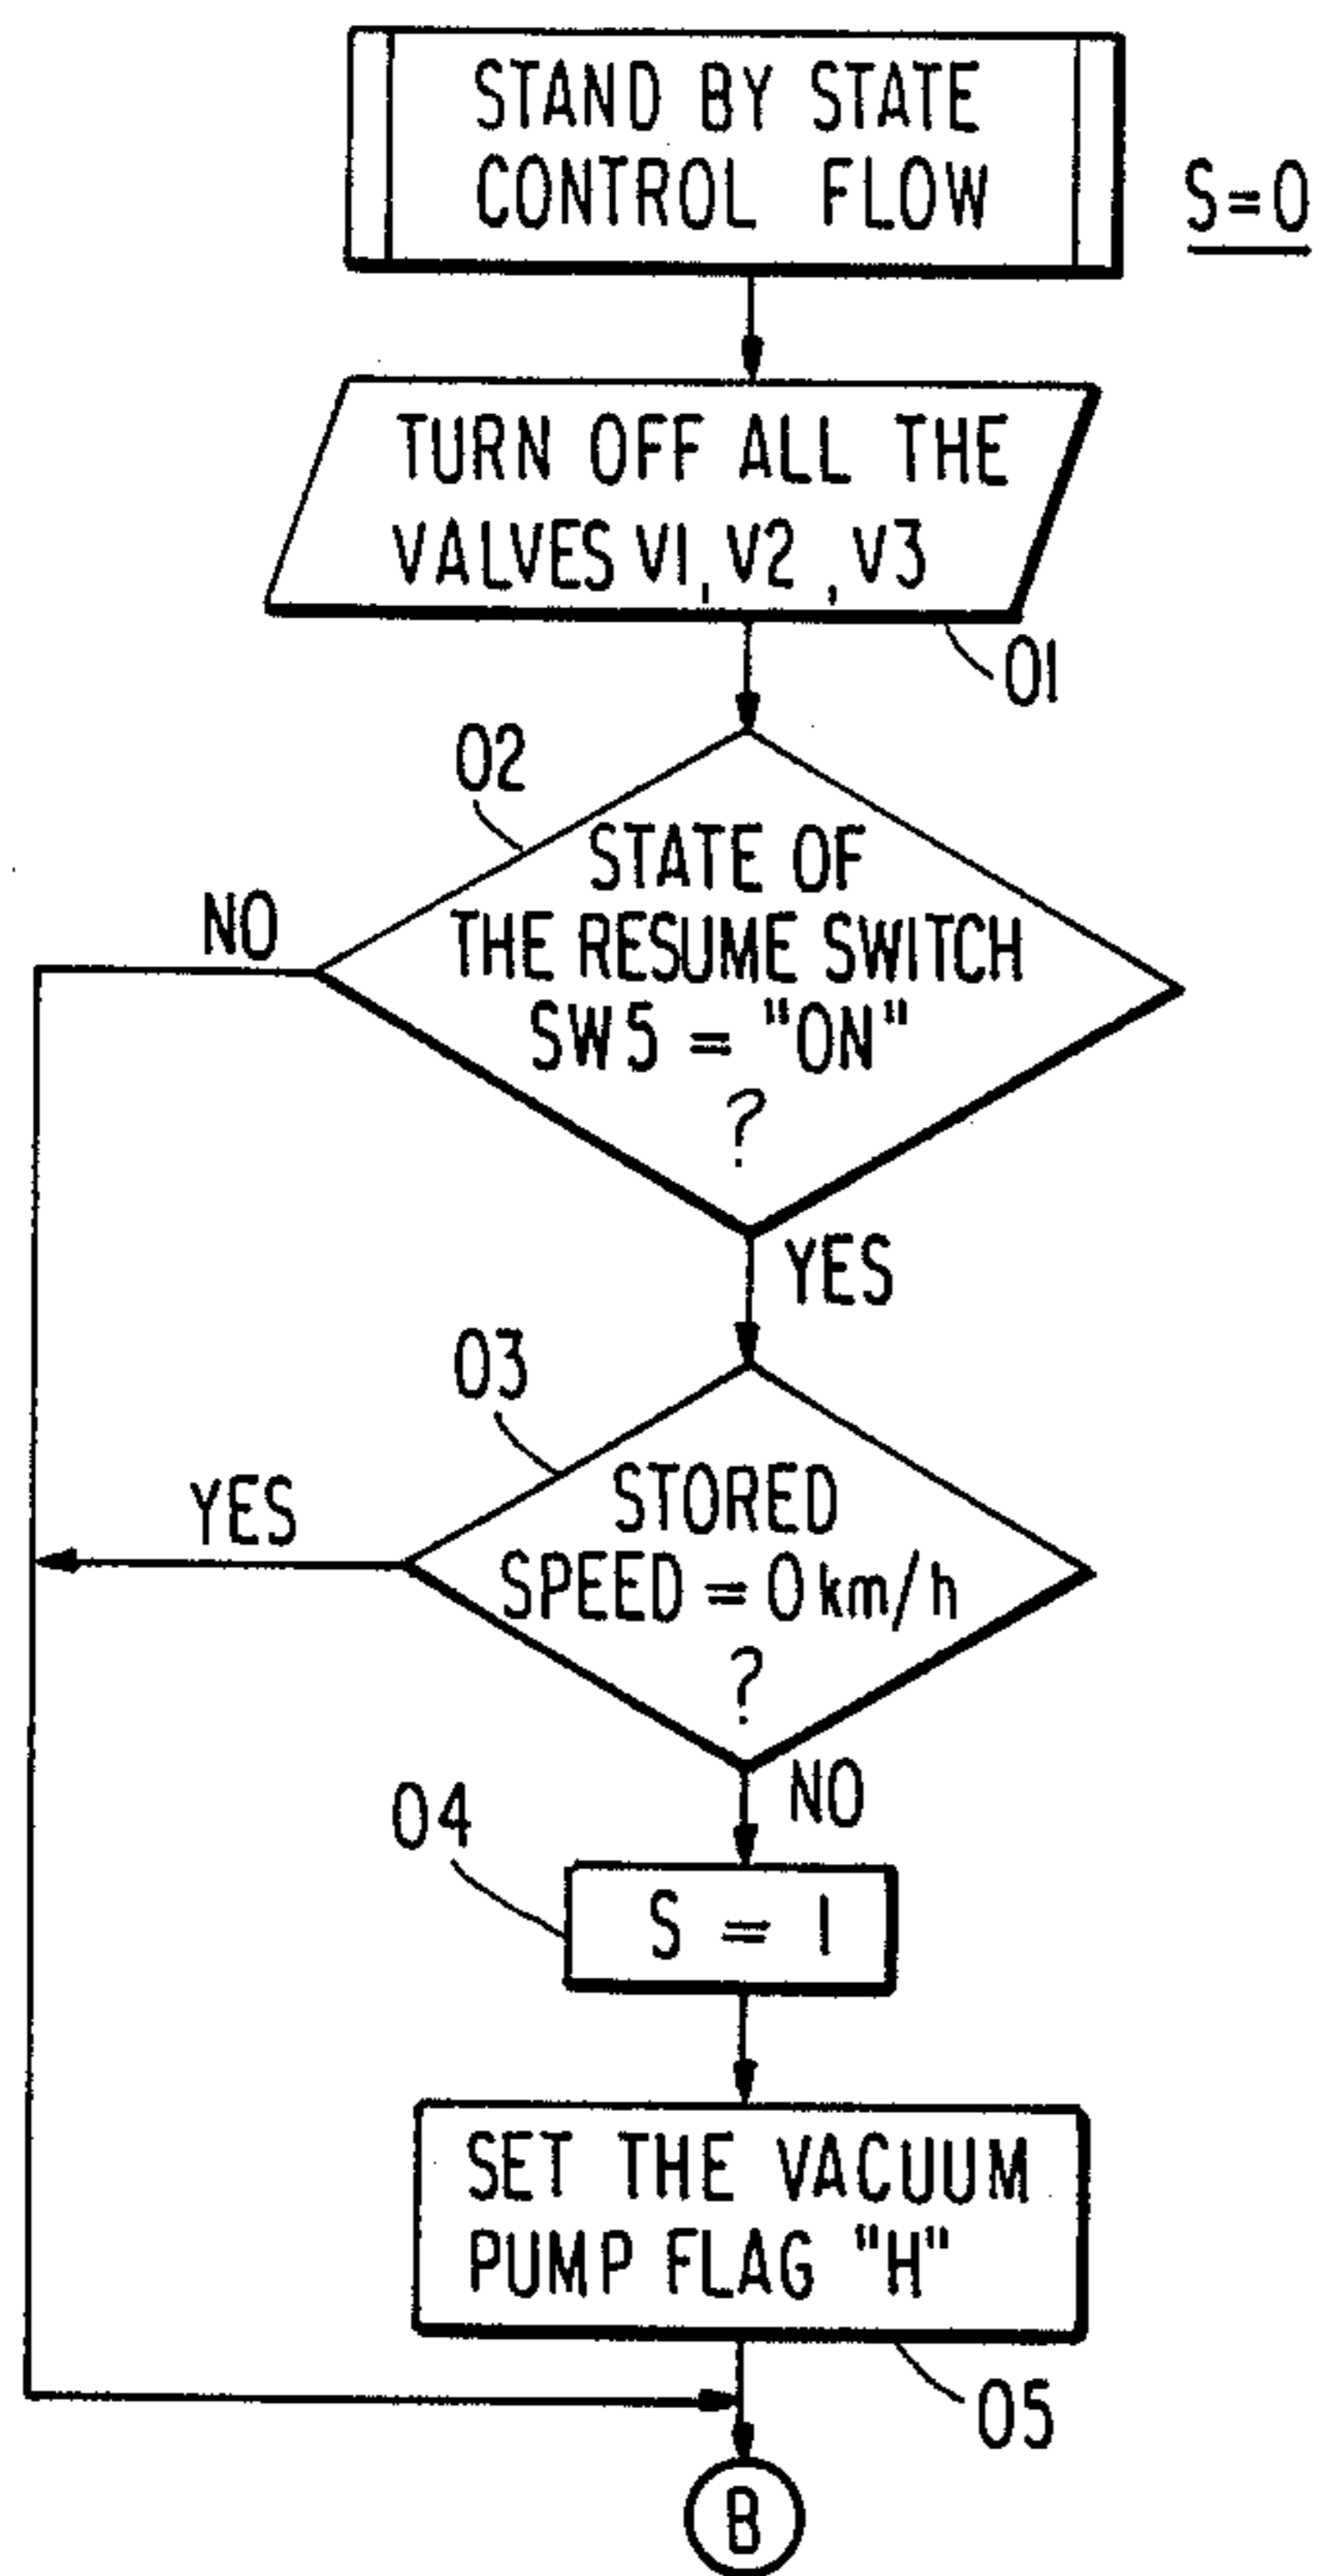 STAND BY STATE
CONTROL FLOW
S=0
TURN OFF ALL THE
VALVES V1, V2, V3
01
02
STATE OF
THE RESUME SWITCH
SW5 = "ON"
?
NO
YES
03
STORED
SPEED = 0 km/h
?
YES
NO
04
S = 1
SET THE VACUUM
PUMP FLAG "H"
05
B